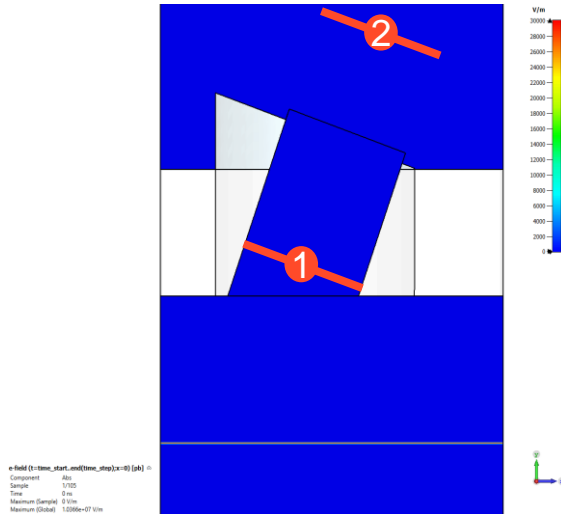 V/m
30000
28000
26000
24000
22000
20000
18000
16000
14000
12000
10000
8000
6000
4000
2000
0
2
1
e-field (t=time_start..end(time_step);x=0) [pb]
Component Abs
Sample 1/105
Time 0 ns
Maximum (Sample) 0 V/m
Maximum (Global) 1.0366e+07 V/m